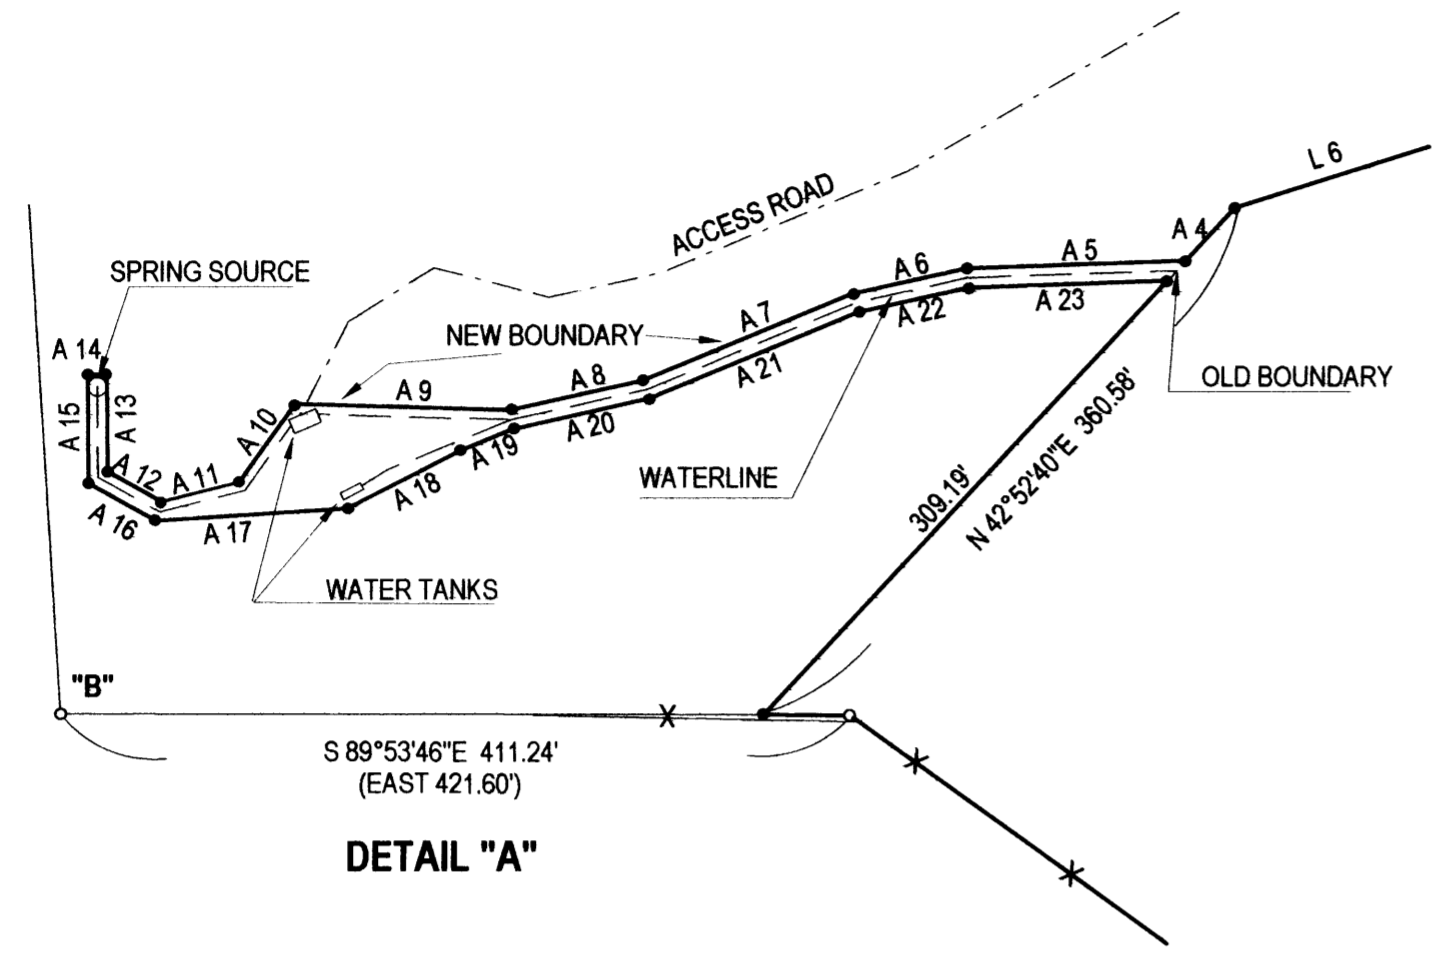 L 6
ACCESS ROAD
A 4
A 5
A 6
SPRING SOURCE
A 7
NEW BOUNDARY
A 22
A 23
A 14
A 8
A 9
A 21
OLD BOUNDARY
A 15
A 13
A 10
A 20
A 12
A 11
A 19
A 18
WATERLINE
A 16
A 17
309.19'
N 42°52'40"E 360.58'
WATER TANKS
"B"
S 89°53'46"E 411.24'
(EAST 421.60')
DETAIL "A"